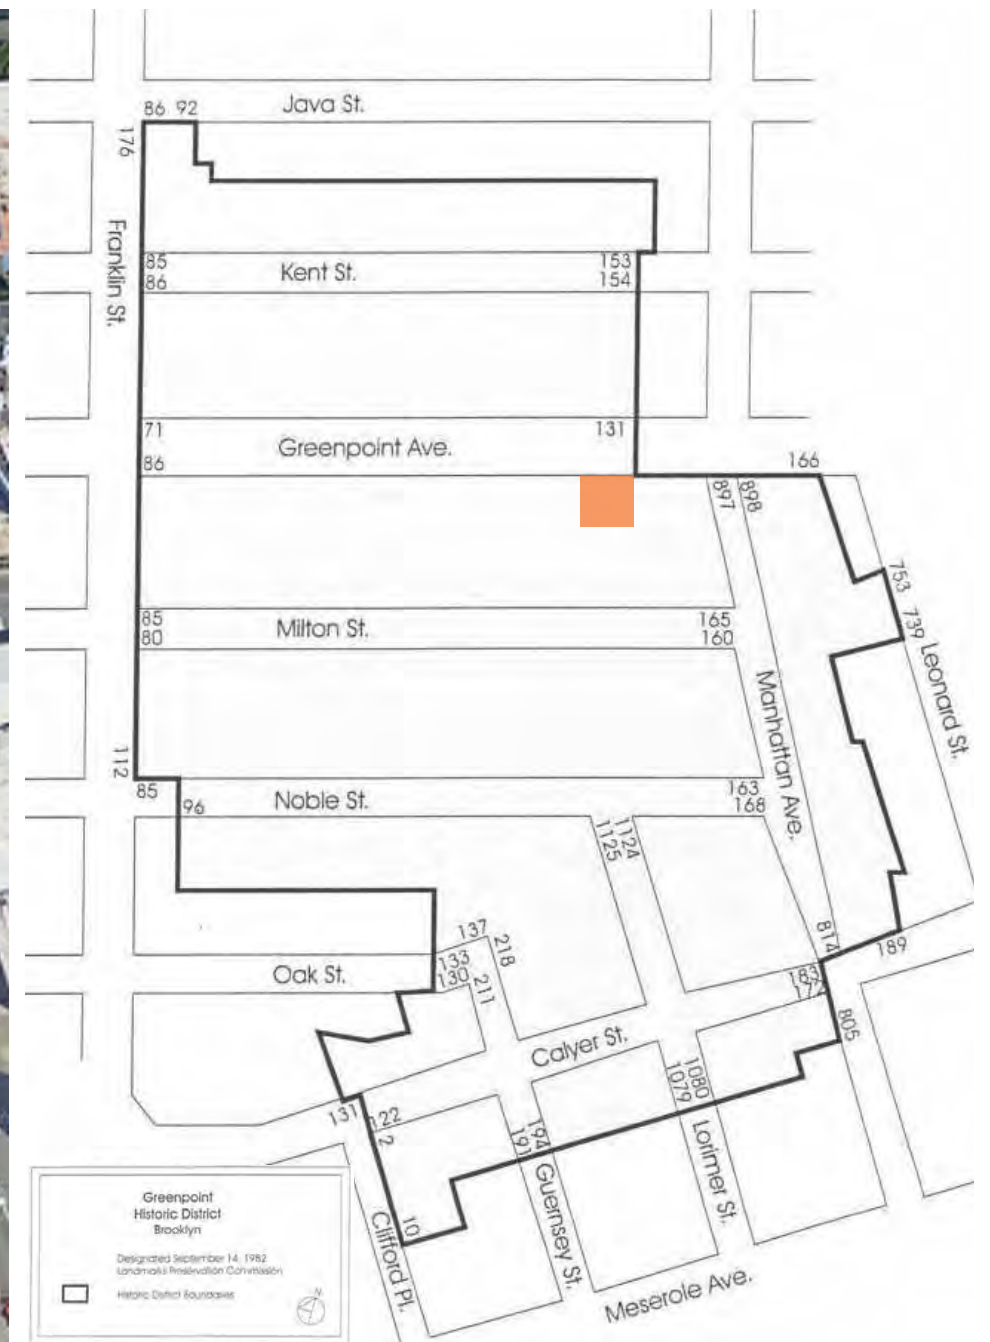 Java St.
86 92
176
Franklin St.
85
86
Kent St.
153
154
71
86
Greenpoint Ave.
131
166
897
898
753
739
Leonard St.
85
80
Milton St.
165
160
Manhattan Ave.
112
85
96
Noble St.
163
168
1125
1124
814
189
137
218
133
130
211
Oak St.
183
172
805
Calyer St.
131
122
2
1079
1080
191
194
10
Clifford Pl.
Guernsey St.
Lorimer St.
Meserole Ave.
Greenpoint
Historic District
Brooklyn
Designated September 14, 1982
Landmarks Preservation Commission
Historic District Boundaries
N